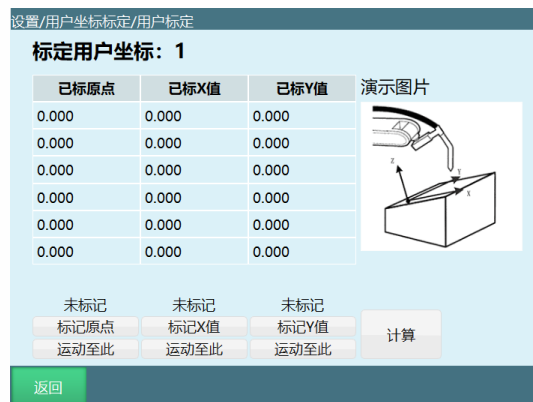 设置/用户坐标标定/用户标定
标定用户坐标：1
已标原点 已标X值 已标Y值 演示图片
0.000 0.000 0.000
0.000 0.000 0.000
0.000 0.000 0.000
0.000 0.000 0.000
0.000 0.000 0.000
0.000 0.000 0.000
Z
Y
X
未标记 未标记 未标记
标记原点 标记X值 标记Y值 计算
运动至此 运动至此 运动至此
返回